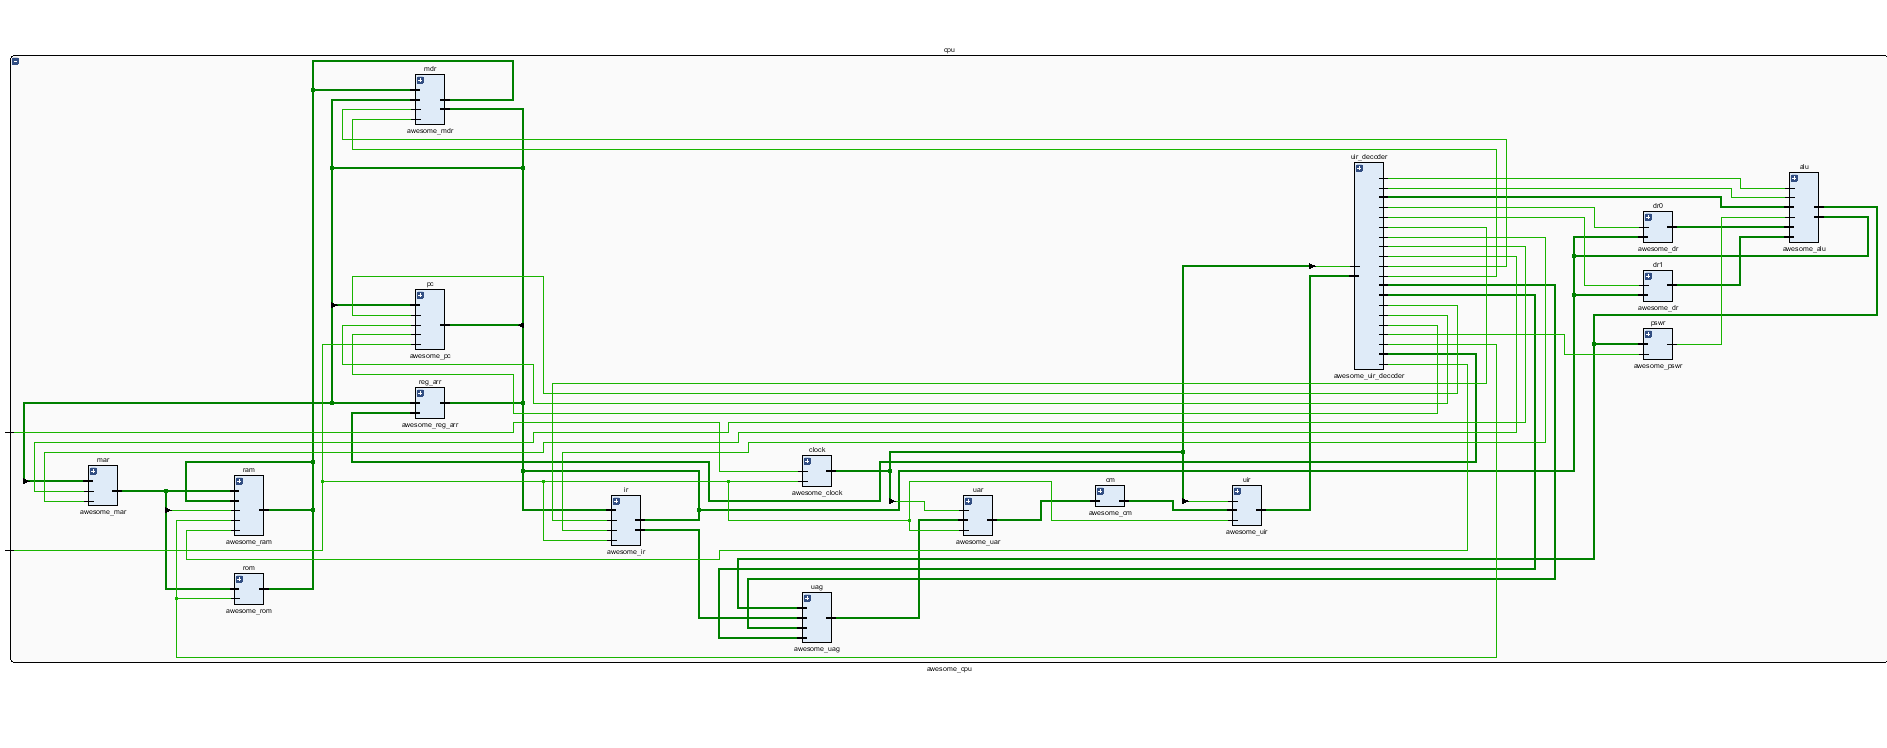 cpu
mdr
awesome_mdr
uir_decoder
awesome_uir_decoder
alu
awesome_alu
dr0
awesome_dr
dr1
awesome_dr
pswr
awesome_pswr
pc
awesome_pc
reg_arr
awesome_reg_arr
mar
awesome_mar
ram
awesome_ram
rom
awesome_rom
clock
awesome_clock
ir
awesome_ir
uar
awesome_uar
cm
awesome_cm
uir
awesome_uir
uag
awesome_uag
awesome_cpu